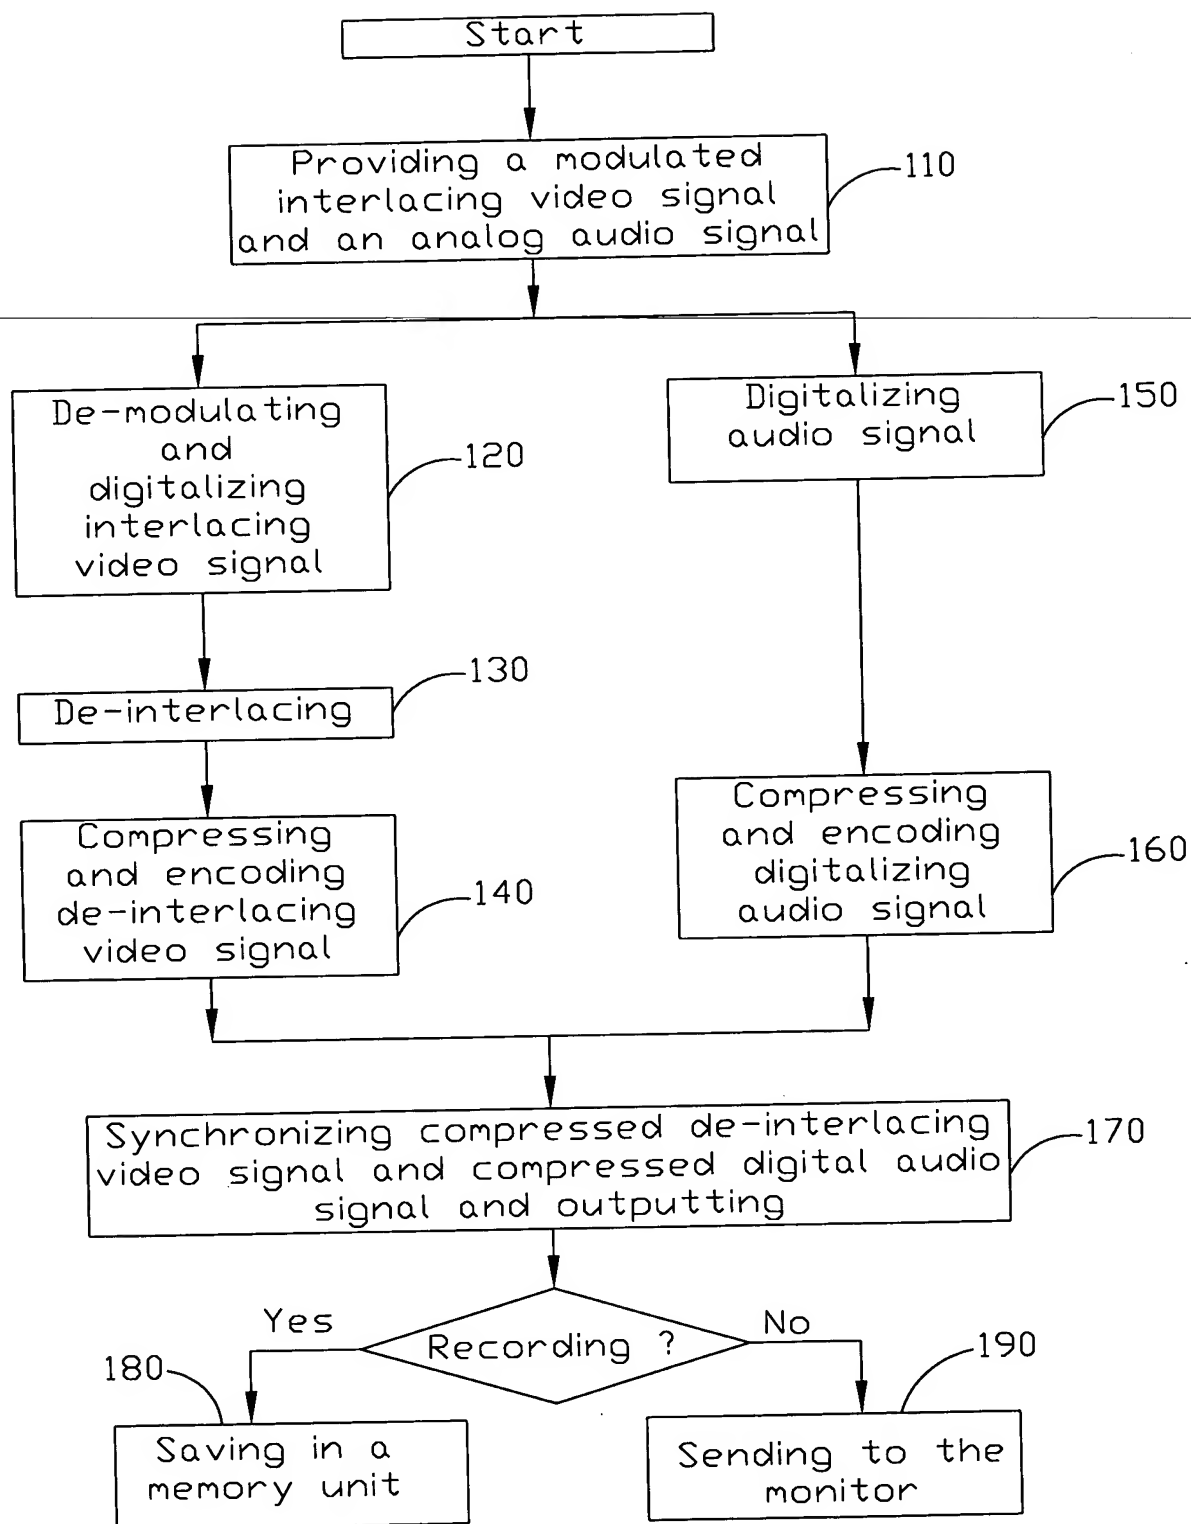 Start
Providing a modulated
interlacing video signal
and an analog audio signal
110
De-modulating
and
digitalizing
interlacing
video signal
120
Digitalizing
audio signal
150
De-interlacing
130
Compressing
and encoding
de-interlacing
video signal
140
Compressing
and encoding
digitalizing
audio signal
160
Synchronizing compressed de-interlacing
video signal and compressed digital audio
signal and outputting
170
Recording ?
Yes
No
180
Saving in a
memory unit
190
Sending to the
monitor